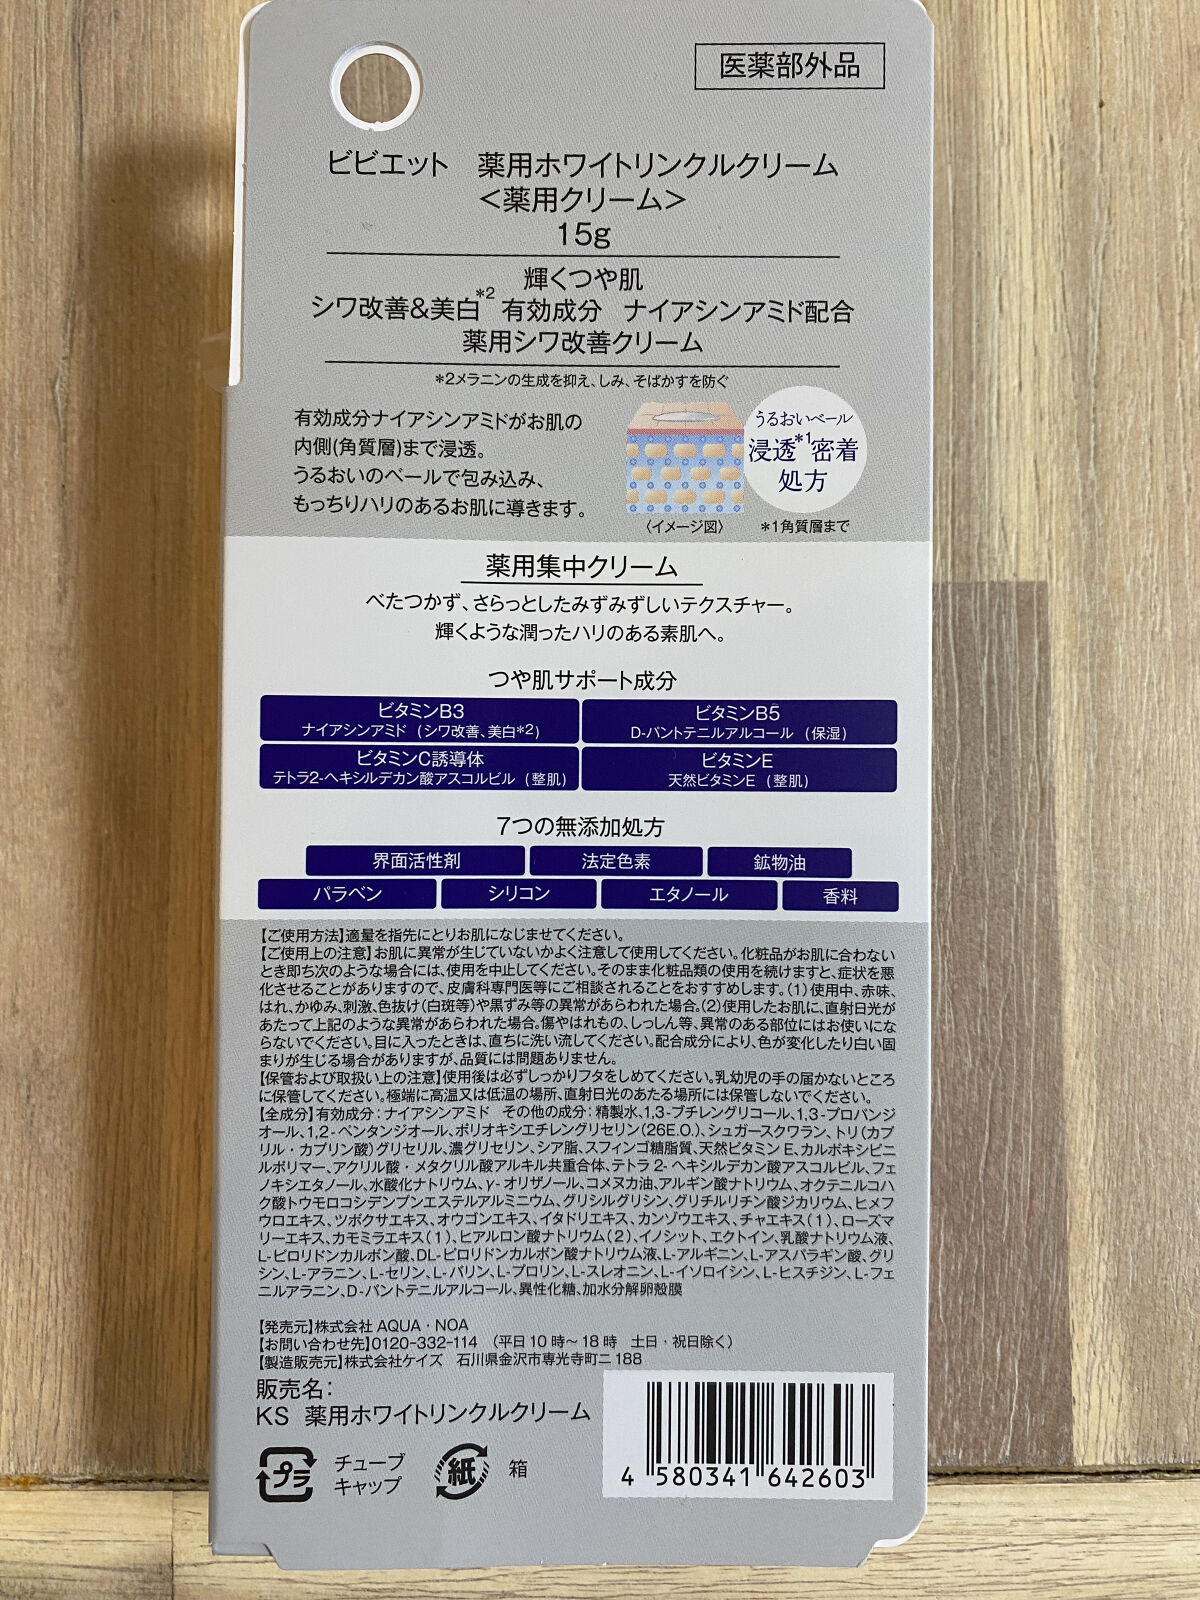 医薬部外品
ビビエット 薬用ホワイトリンクルクリーム
＜薬用クリーム＞
15g
輝くつや肌
シワ改善&美白*2 有効成分 ナイアシンアミド配合
薬用シワ改善クリーム
*2メラニンの生成を抑え、しみ、そばかすを防ぐ
有効成分ナイアシンアミドがお肌の
内側(角質層)まで浸透。
うるおいのベールで包み込み、
もっちりハリのあるお肌に導きます。
うるおいベール
浸透*1密着
処方
〈イメージ図〉
*1角質層まで
薬用集中クリーム
べたつかず、さらっとしたみずみずしいテクスチャー。
輝くような潤ったハリのある素肌へ。
つや肌サポート成分
ビタミンB3
ナイアシンアミド (シワ改善、美白*2)
ビタミンB5
D-パントテニルアルコール (保湿)
ビタミンC誘導体
テトラ2-ヘキシルデカン酸アスコルビル (整肌)
ビタミンE
天然ビタミンE (整肌)
7つの無添加処方
界面活性剤 法定色素 鉱物油
パラベン シリコン エタノール 香料
【ご使用方法】適量を指先にとりお肌になじませてください。
【ご使用上の注意】お肌に異常が生じていないかよく注意して使用してください。化粧品がお肌に合わない
とき即ち次のような場合には、使用を中止してください。そのまま化粧品類の使用を続けますと、症状を悪
化させることがありますので、皮膚科専門医等にご相談されることをおすすめします。(1)使用中、赤味、
はれ、かゆみ、刺激、色抜け(白斑等)や黒ずみ等の異常があらわれた場合。(2)使用したお肌に、直射日光が
あたって上記のような異常があらわれた場合。傷やはれもの、しっしん等、異常のある部位にはお使いにな
らないでください。目に入ったときは、直ちに洗い流してください。配合成分により、色が変化したり白い固
まりが生じる場合がありますが、品質には問題ありません。
【保管および取扱い上の注意】使用後は必ずしっかりフタをしめてください。乳幼児の手の届かないところ
に保管してください。極端に高温又は低温の場所、直射日光のあたる場所には保管しないでください。
【全成分】有効成分：ナイアシンアミド その他の成分：精製水、1,3-ブチレングリコール、1,3-プロパンジ
オール、1,2-ペンタンジオール、ポリオキシエチレングリセリン(26E.O.)、シュガースクワラン、トリ(カプ
リル・カプリン酸)グリセリル、濃グリセリン、シア脂、スフィンゴ糖脂質、天然ビタミンE、カルボキシビニ
ルポリマー、アクリル酸・メタクリル酸アルキル共重合体、テトラ2-ヘキシルデカン酸アスコルビル、フェ
ノキシエタノール、水酸化ナトリウム、γ-オリザノール、コメヌカ油、アルギン酸ナトリウム、オクテニルコハ
ク酸トウモロコシデンプンエステルアルミニウム、グリシルグリシン、グリチルリチン酸ジカリウム、ヒメフ
ウロエキス、ツボクサエキス、オウゴンエキス、イタドリエキス、カンゾウエキス、チャエキス(1)、ローズマ
リーエキス、カモミラエキス(1)、ヒアルロン酸ナトリウム(2)、イノシット、エクトイン、乳酸ナトリウム液、
L-ピロリドンカルボン酸、DL-ピロリドンカルボン酸ナトリウム液、L-アルギニン、L-アスパラギン酸、グリ
シン、L-アラニン、L-セリン、L-バリン、L-プロリン、L-スレオニン、L-イソロイシン、L-ヒスチジン、L-フェ
ニルアラニン、D-パントテニルアルコール、異性化糖、加水分解卵殻膜
【発売元】株式会社 AQUA・NOA
【お問い合わせ先】0120-332-114 (平日10時～18時 土日・祝日除く)
【製造販売元】株式会社ケイズ 石川県金沢市専光寺町ニ188
販売名：
KS 薬用ホワイトリンクルクリーム
プラ
チューブ
キャップ
紙
箱
4 580341 642603